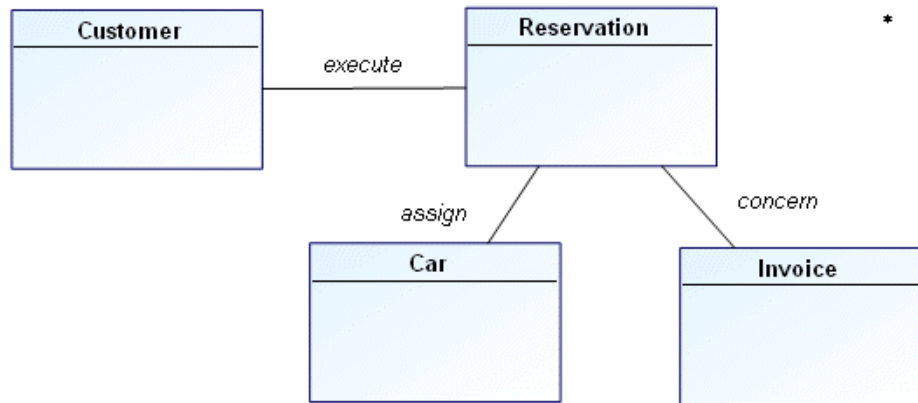 Customer
Reservation
*
execute
assign
concern
Car
Invoice